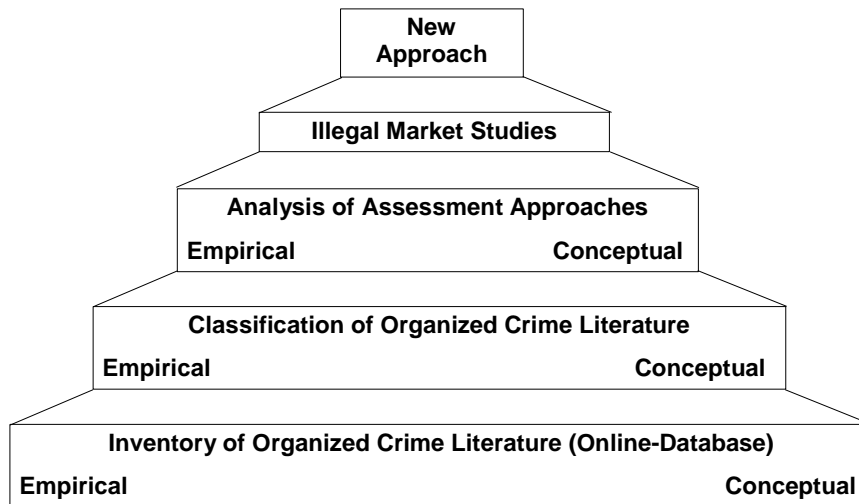 New
Approach
Illegal Market Studies
Analysis of Assessment Approaches
Empirical Conceptual
Classification of Organized Crime Literature
Empirical Conceptual
Inventory of Organized Crime Literature (Online-Database)
Empirical Conceptual